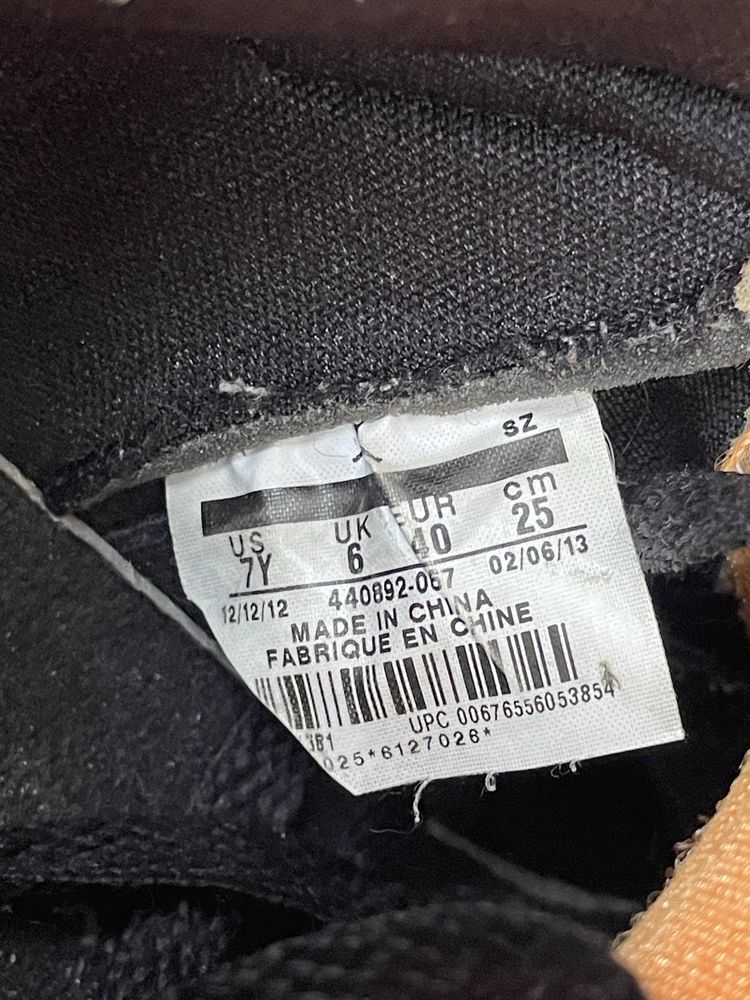 SZ
US UK EUR cm
7Y 6 40 25
12/12/12 440892-067 02/06/13
MADE IN CHINA
FABRIQUE EN CHINE
UPC 00676556053854
025*6127026*